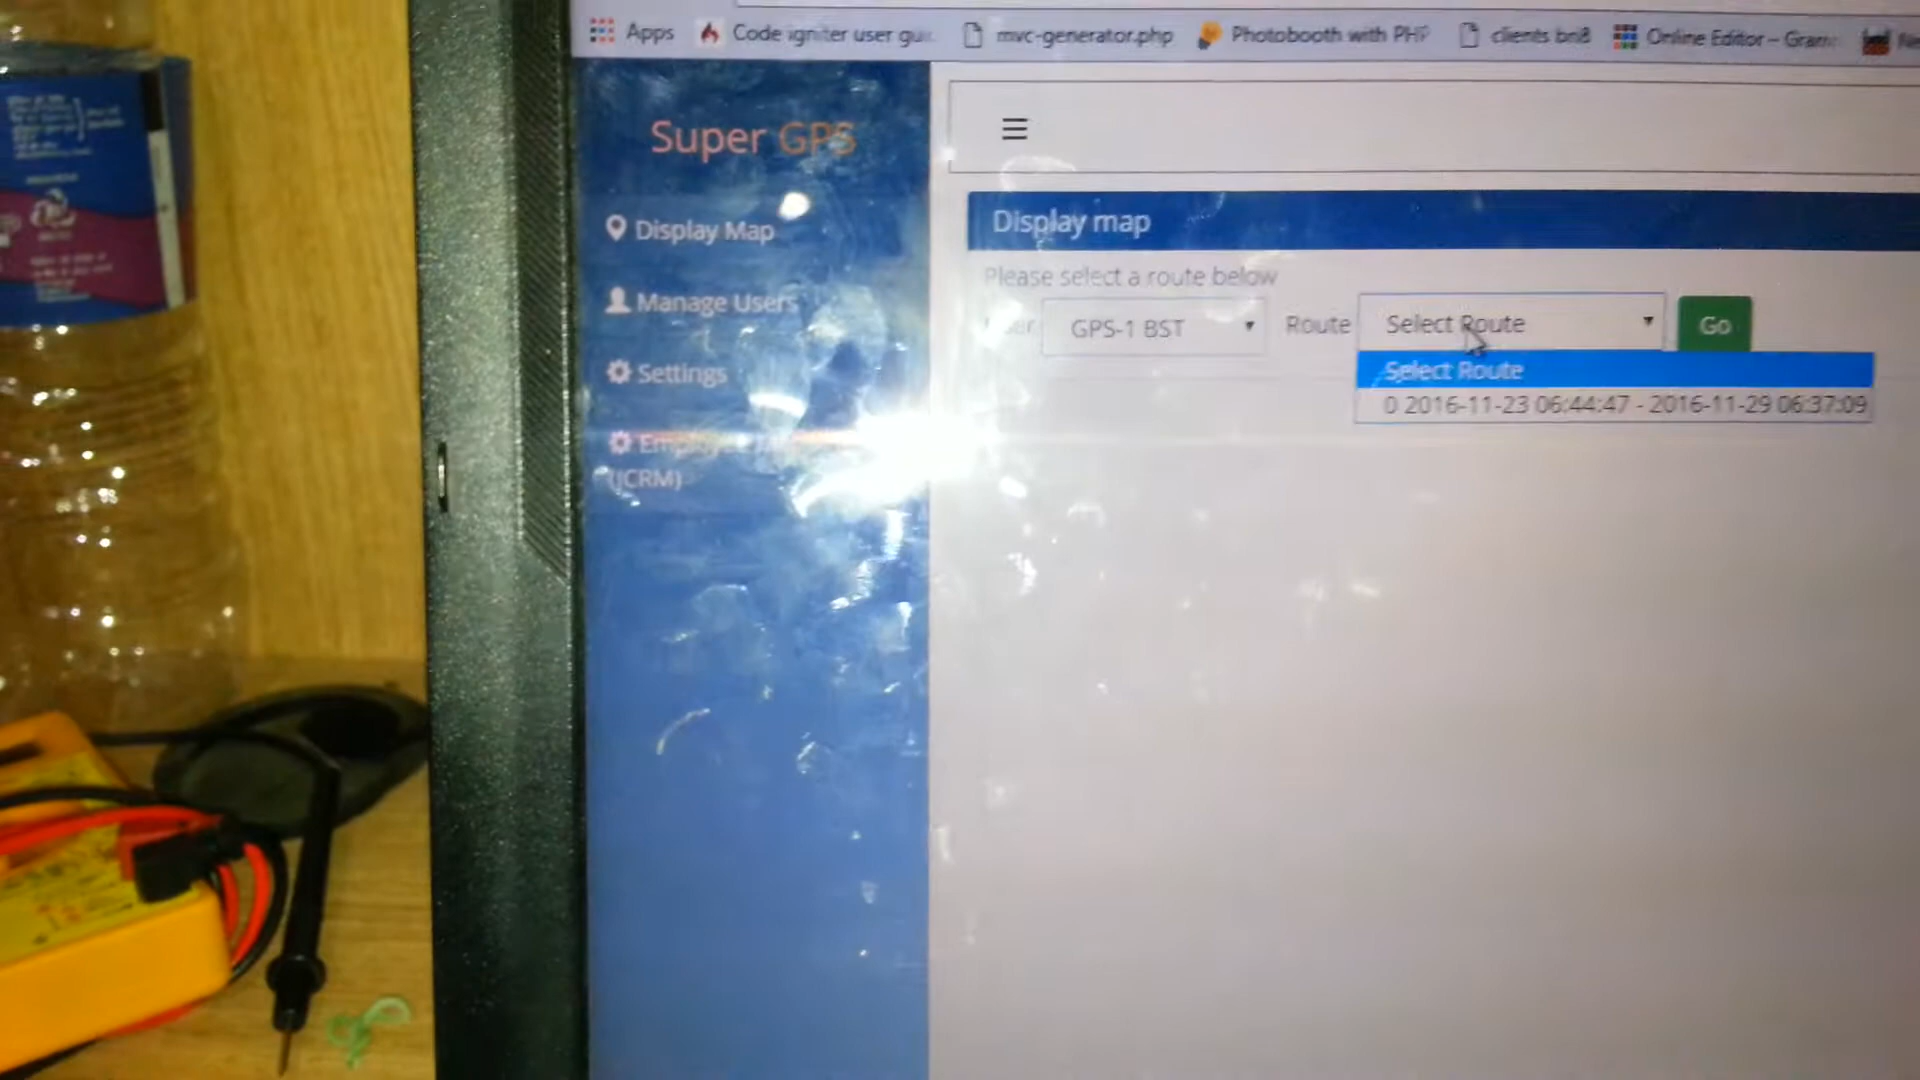 Apps Code igniter user gui mvc-generator.php Photobooth with PHP clients bn8 Online Editor – Gram
Super GPS
Display Map
Manage Users
Settings
(JCRM)
Display map
Please select a route below
GPS-1 BST Route Select Route Go
Select Route
0 2016-11-23 06:44:47 - 2016-11-29 06:37:09